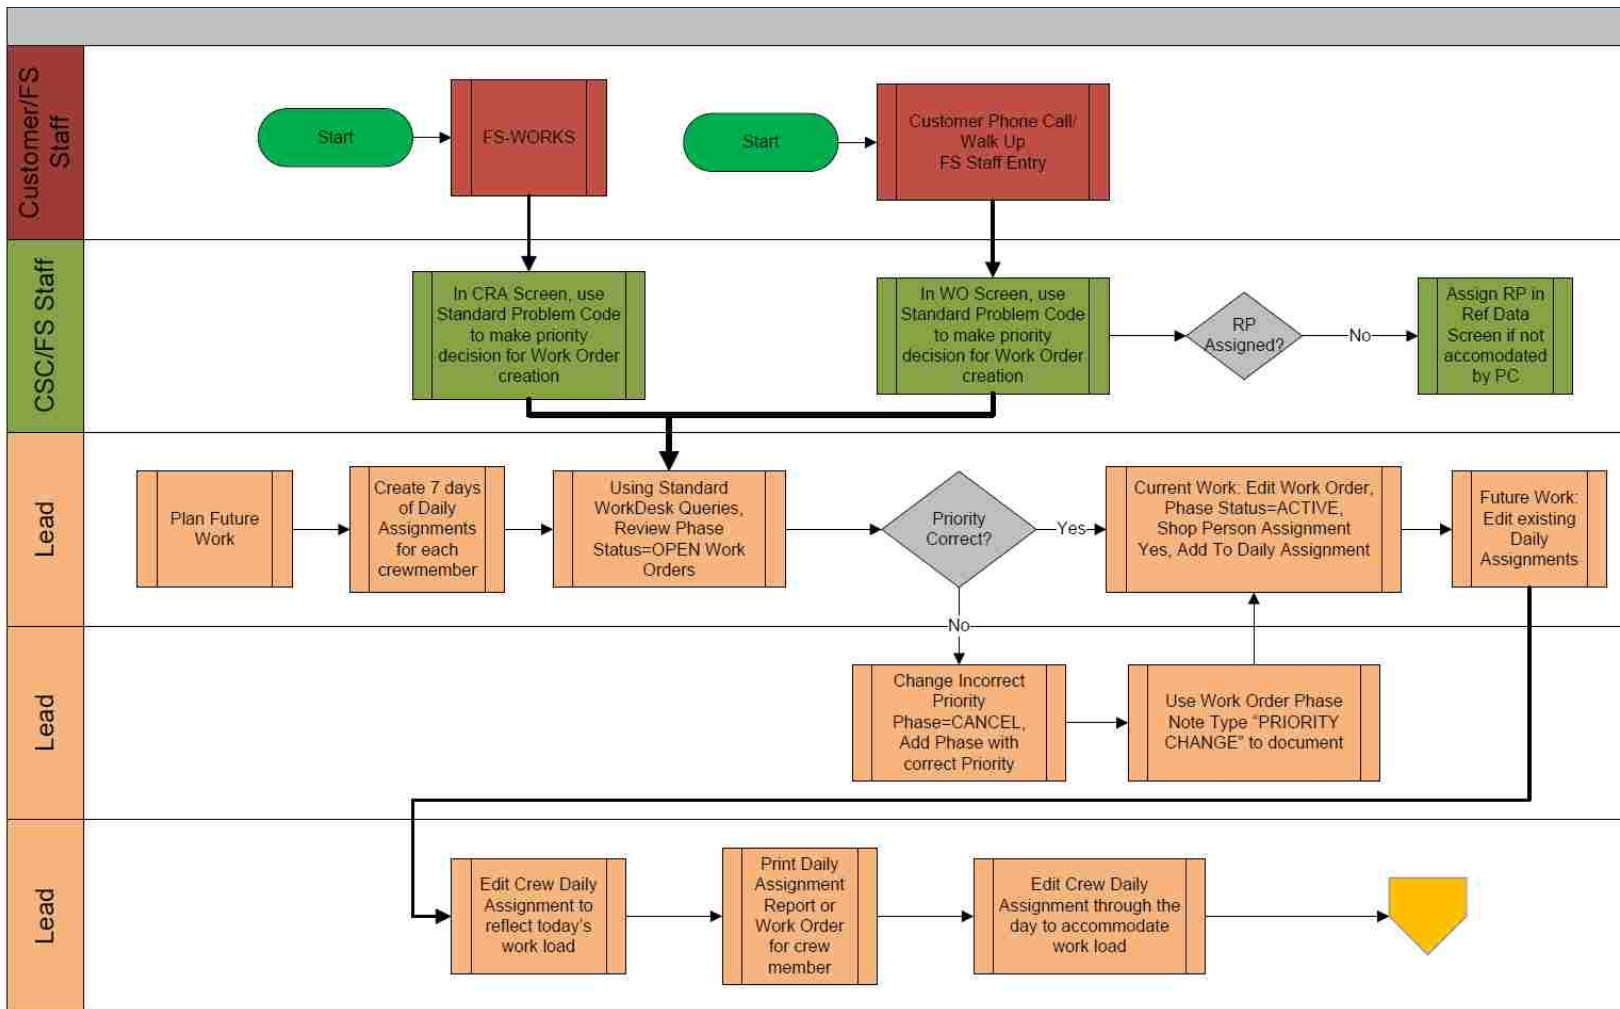 Customer/FS
Staff
Start
FS-WORKS
Start
Customer Phone Call/
Walk Up
FS Staff Entry
CSC/FS Staff
In CRA Screen, use
Standard Problem Code
to make priority
decision for Work Order
creation
In WO Screen, use
Standard Problem Code
to make priority
decision for Work Order
creation
RP
Assigned?
No
Assign RP in
Ref Data
Screen if not
accomodated
by PC
Lead
Plan Future
Work
Create 7 days
of Daily
Assignments
for each
crewmember
Using Standard
WorkDesk Queries,
Review Phase
Status=OPEN Work
Orders
Priority
Correct?
Yes
Current Work: Edit Work Order,
Phase Status=ACTIVE,
Shop Person Assignment
Yes, Add To Daily Assignment
Future Work:
Edit existing
Daily
Assignments
No
Lead
Change Incorrect
Priority
Phase=CANCEL,
Add Phase with
correct Priority
Use Work Order Phase
Note Type “PRIORITY
CHANGE” to document
Lead
Edit Crew Daily
Assignment to
reflect today’s
work load
Print Daily
Assignment
Report or
Work Order
for crew
member
Edit Crew Daily
Assignment through the
day to accommodate
work load